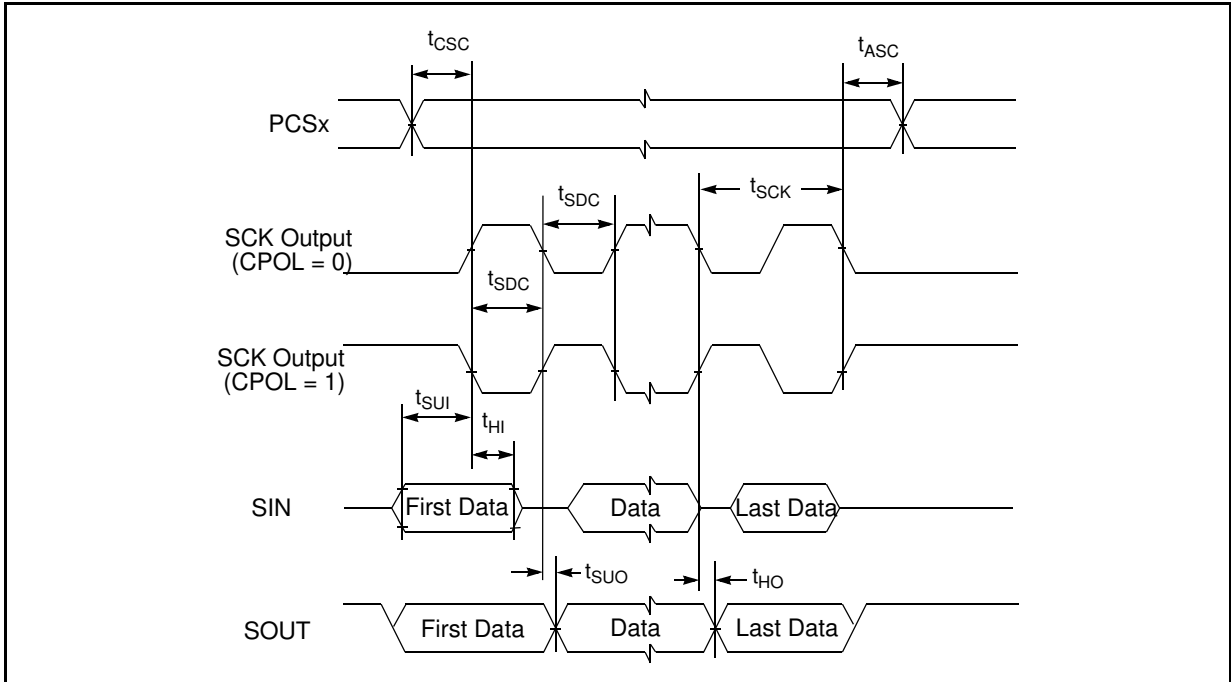 tCSC
tASC
PCSx
tSCK
tSDC
SCK Output
(CPOL = 0)
tSDC
SCK Output
(CPOL = 1)
tSUI
tHI
SIN
First Data
Data
Last Data
tSUO
tHO
SOUT
First Data
Data
Last Data